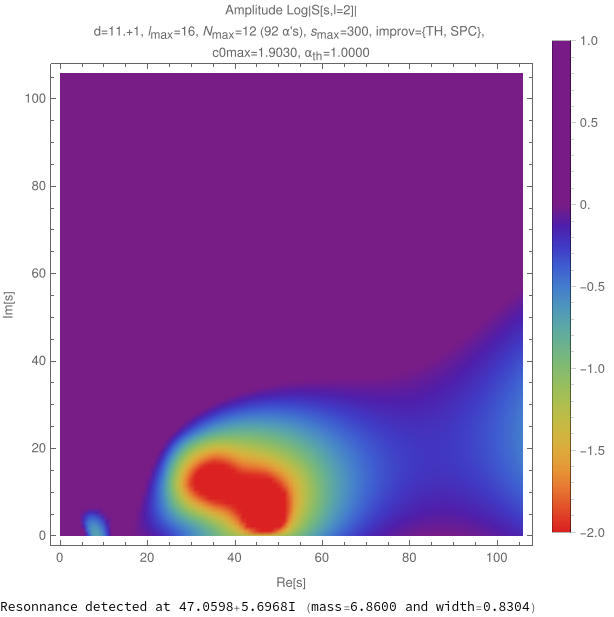 Amplitude Log|S[s,l=2]|
d=11.+1, lmax=16, Nmax=12 (92 α's), smax=300, improv={TH, SPC},
c0max=1.9030, αth=1.0000
1.0
0.5
0.
-0.5
-1.0
-1.5
-2.0
Im[s]
100
80
60
40
20
0
0 20 40 60 80 100
Re[s]
Resonnance detected at 47.0598+5.6968I (mass=6.8600 and width=0.8304)